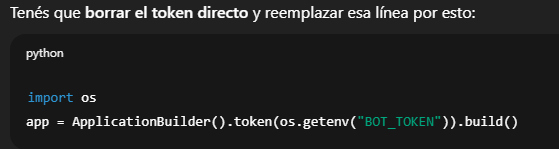 Tenés que borrar el token directo y reemplazar esa línea por esto:
python
import os
app = ApplicationBuilder().token(os.getenv("BOT_TOKEN")).build()